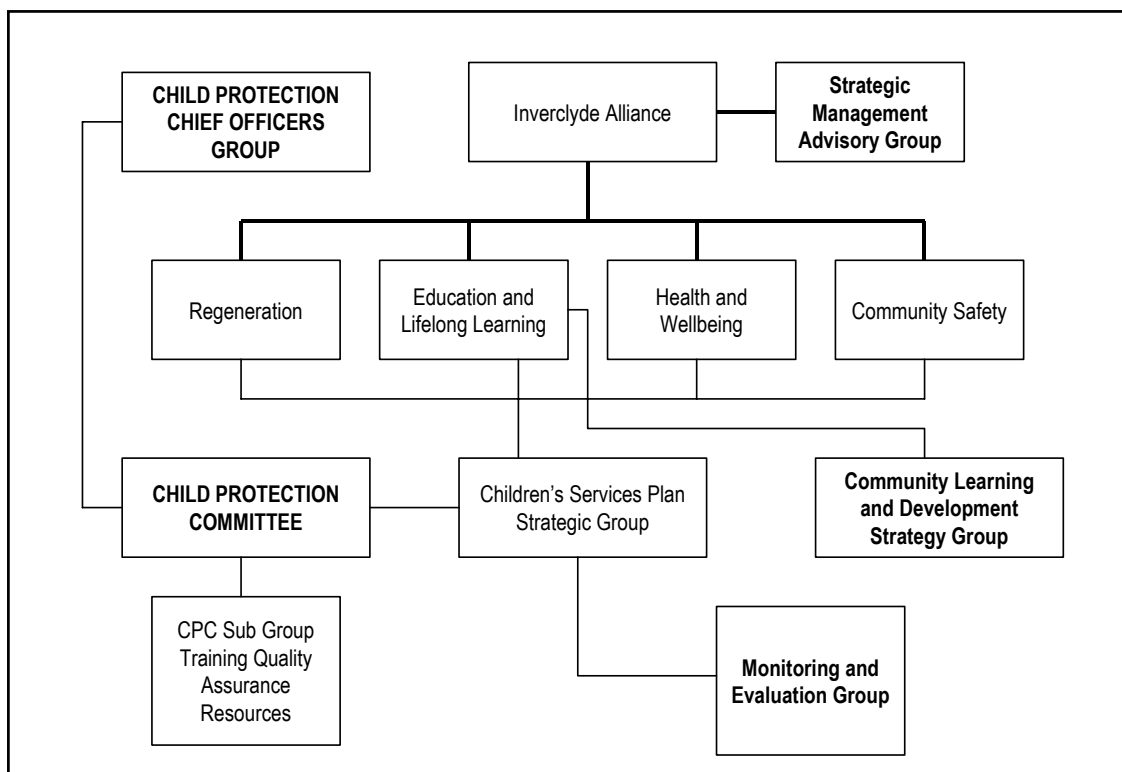 CHILD PROTECTION
CHIEF OFFICERS
GROUP
Inverclyde Alliance
Strategic
Management
Advisory Group
Regeneration
Education and
Lifelong Learning
Health and
Wellbeing
Community Safety
CHILD PROTECTION
COMMITTEE
Children’s Services Plan
Strategic Group
Community Learning
and Development
Strategy Group
CPC Sub Group
Training Quality
Assurance
Resources
Monitoring and
Evaluation Group